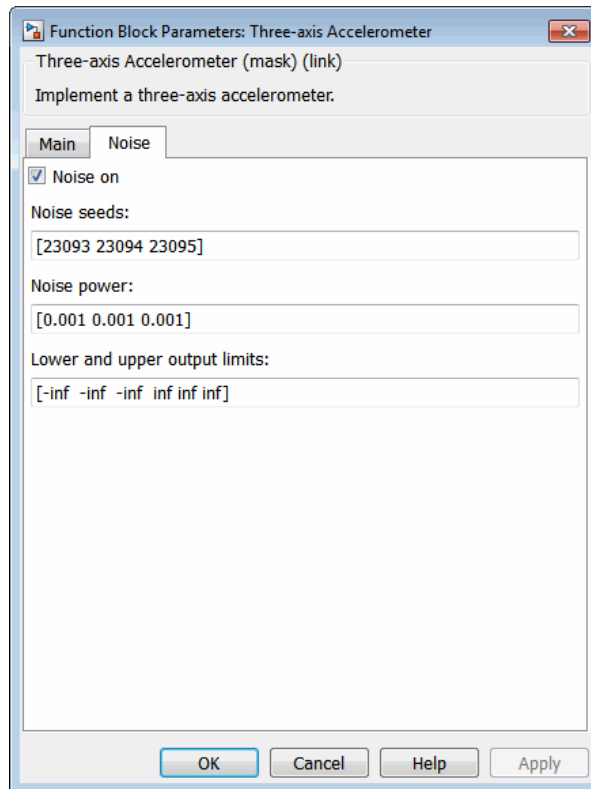 Function Block Parameters: Three-axis Accelerometer
Three-axis Accelerometer (mask) (link)
Implement a three-axis accelerometer.
Main Noise
Noise on
Noise seeds:
[23093 23094 23095]
Noise power:
[0.001 0.001 0.001]
Lower and upper output limits:
[-inf -inf -inf inf inf inf]
OK Cancel Help Apply